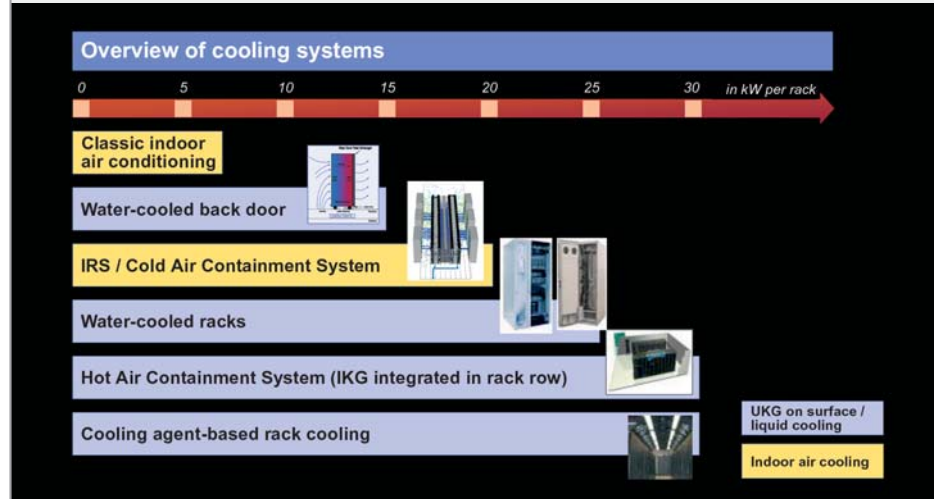 Overview of cooling systems
0 5 10 15 20 25 30 in kW per rack
Classic indoor
air conditioning
Water-cooled back door
IRS / Cold Air Containment System
Water-cooled racks
Hot Air Containment System (IKG integrated in rack row)
Cooling agent-based rack cooling
UKG on surface /
liquid cooling
Indoor air cooling